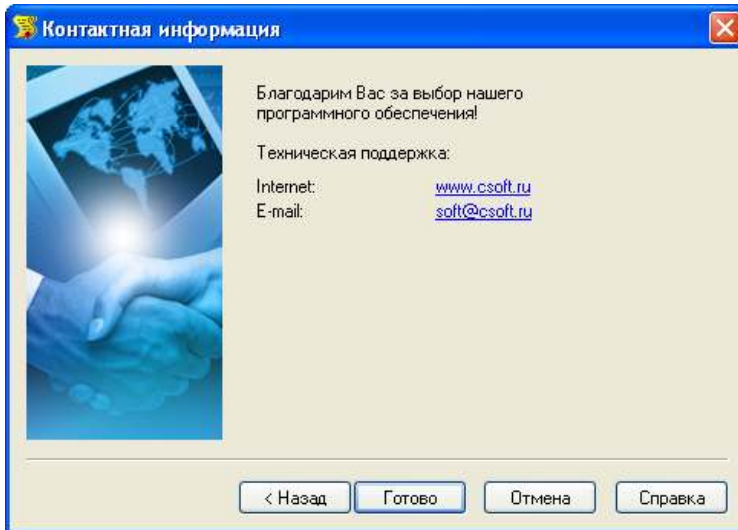 Контактная информация
Благодарим Вас за выбор нашего
программного обеспечения!
Техническая поддержка:
Internet: www.csoft.ru
E-mail: soft@csoft.ru
< Назад Готово Отмена Справка